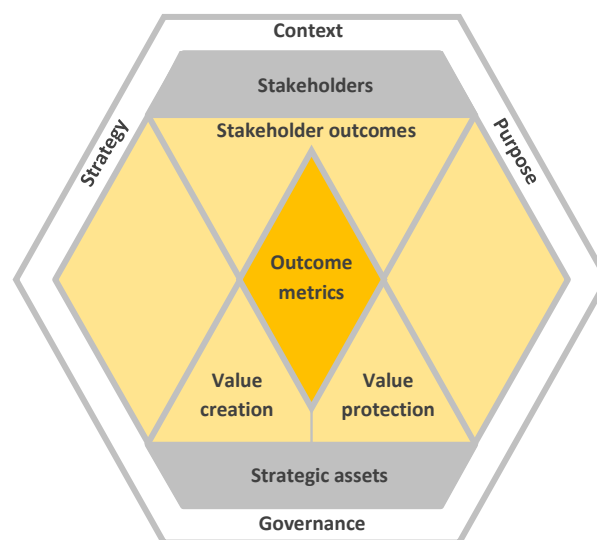 Context
Stakeholders
Strategy
Purpose
Stakeholder outcomes
Outcome
metrics
Value
creation
Value
protection
Strategic assets
Governance